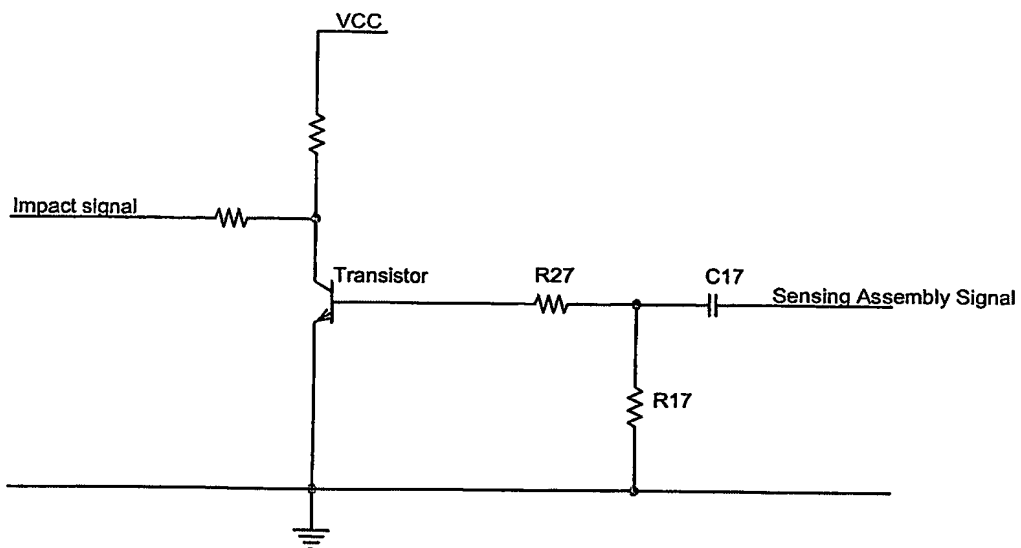 VCC
Impact signal
Transistor
R27
C17
Sensing Assembly Signal
R17